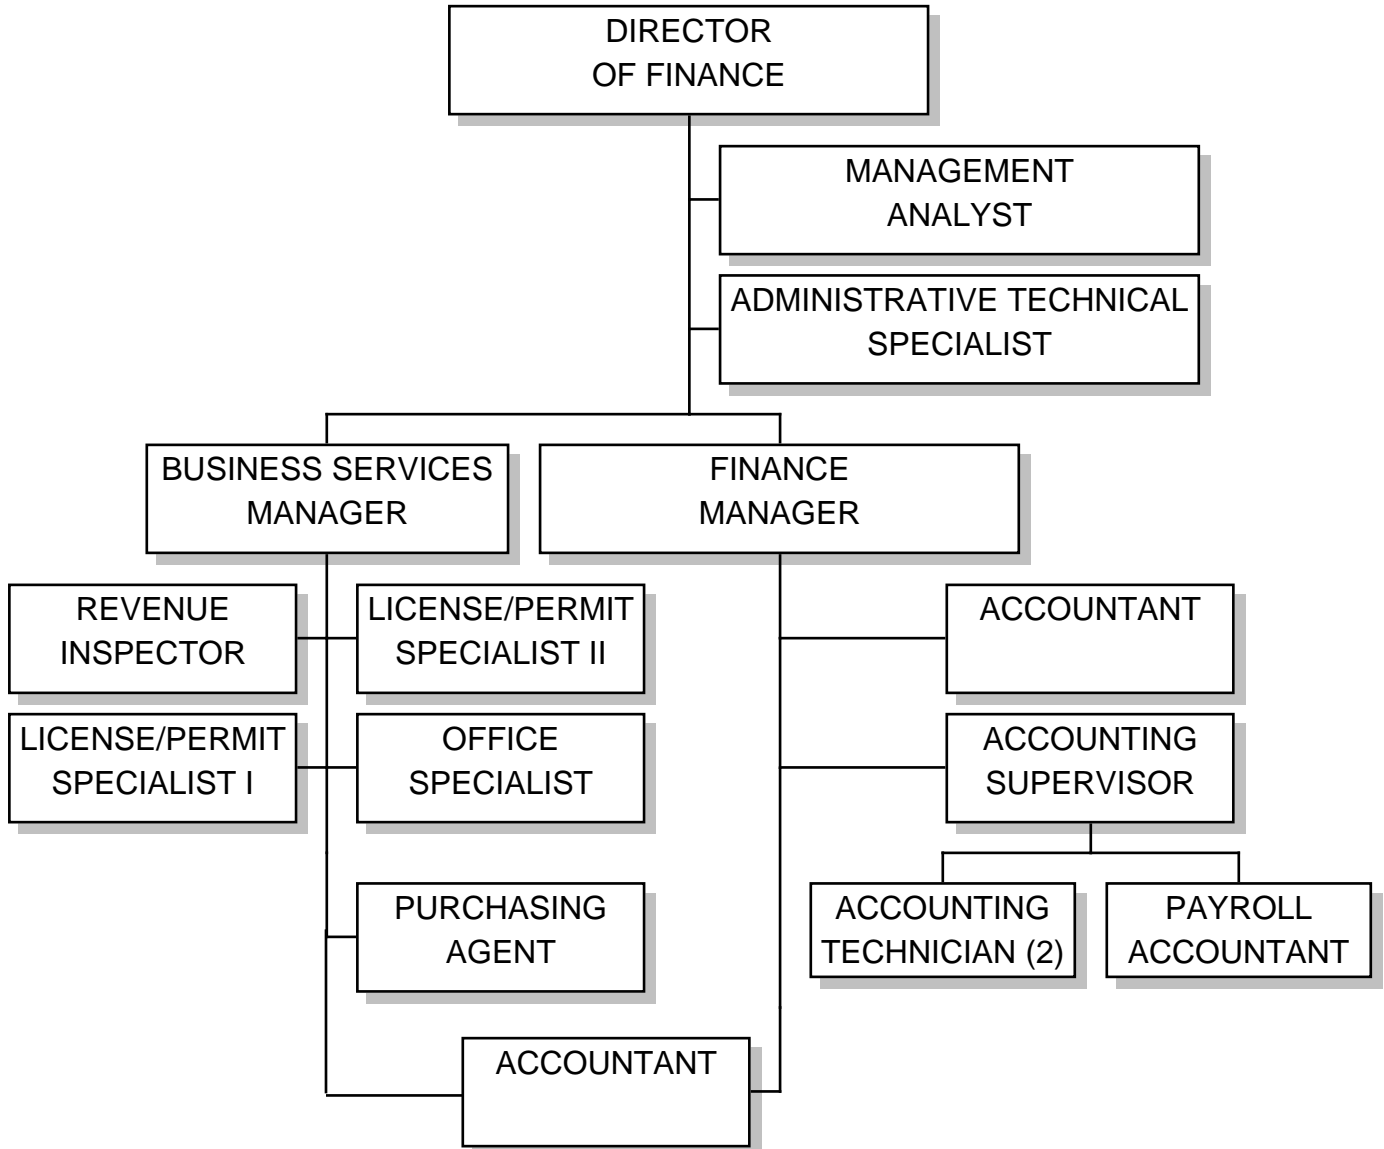 DIRECTOR
OF FINANCE
MANAGEMENT
ANALYST
ADMINISTRATIVE TECHNICAL
SPECIALIST
BUSINESS SERVICES
MANAGER
FINANCE
MANAGER
REVENUE
INSPECTOR
LICENSE/PERMIT
SPECIALIST II
ACCOUNTANT
LICENSE/PERMIT
SPECIALIST I
OFFICE
SPECIALIST
ACCOUNTING
SUPERVISOR
PURCHASING
AGENT
ACCOUNTING
TECHNICIAN (2)
PAYROLL
ACCOUNTANT
ACCOUNTANT